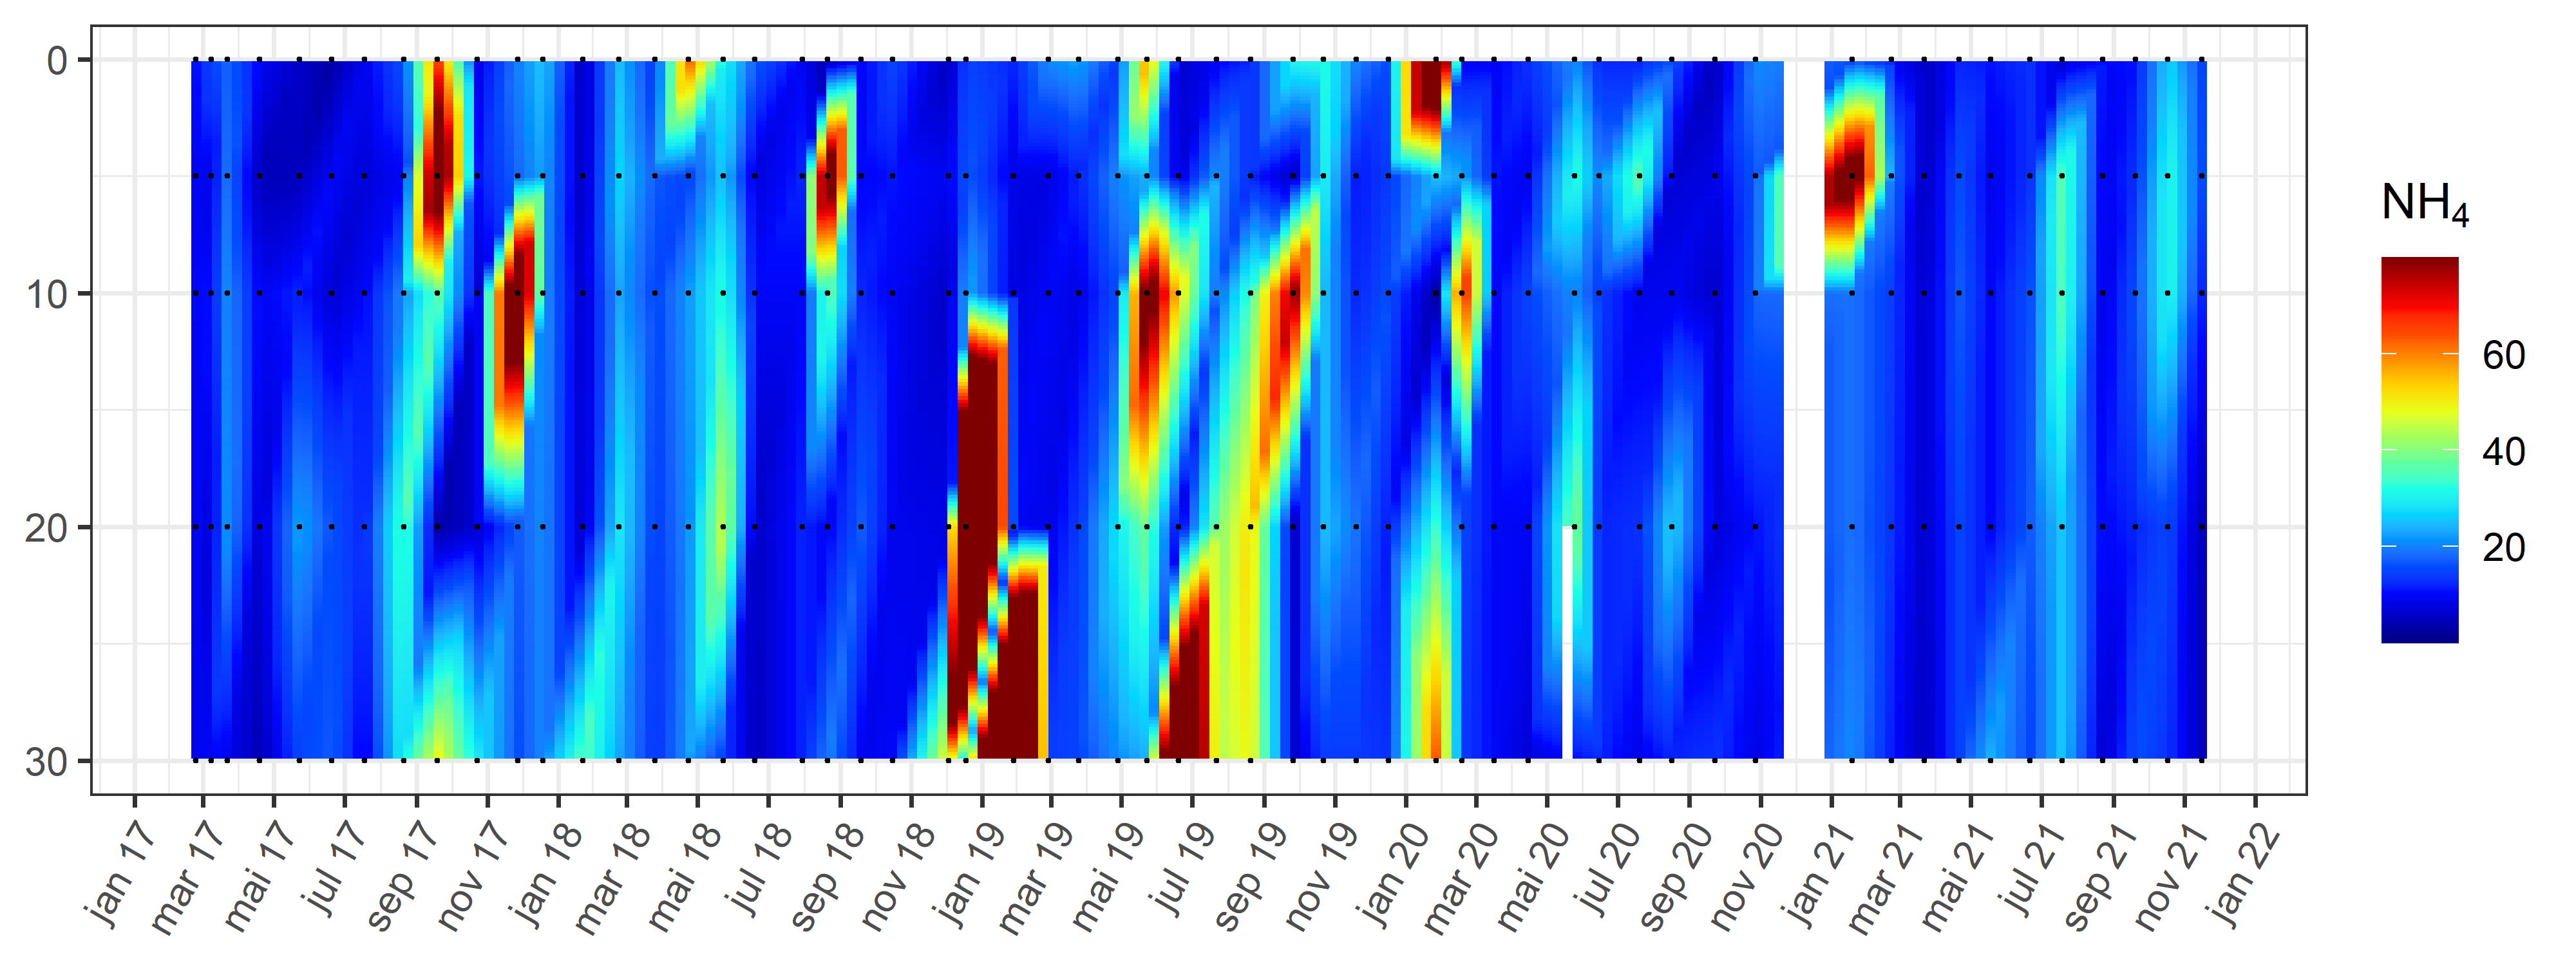 0
10
20
30
jan 17
mar 17
mai 17
jul 17
sep 17
nov 17
jan 18
mar 18
mai 18
jul 18
sep 18
nov 18
jan 19
mar 19
mai 19
jul 19
sep 19
nov 19
jan 20
mar 20
mai 20
jul 20
sep 20
nov 20
jan 21
mar 21
mai 21
jul 21
sep 21
nov 21
jan 22
NH₄
60
40
20